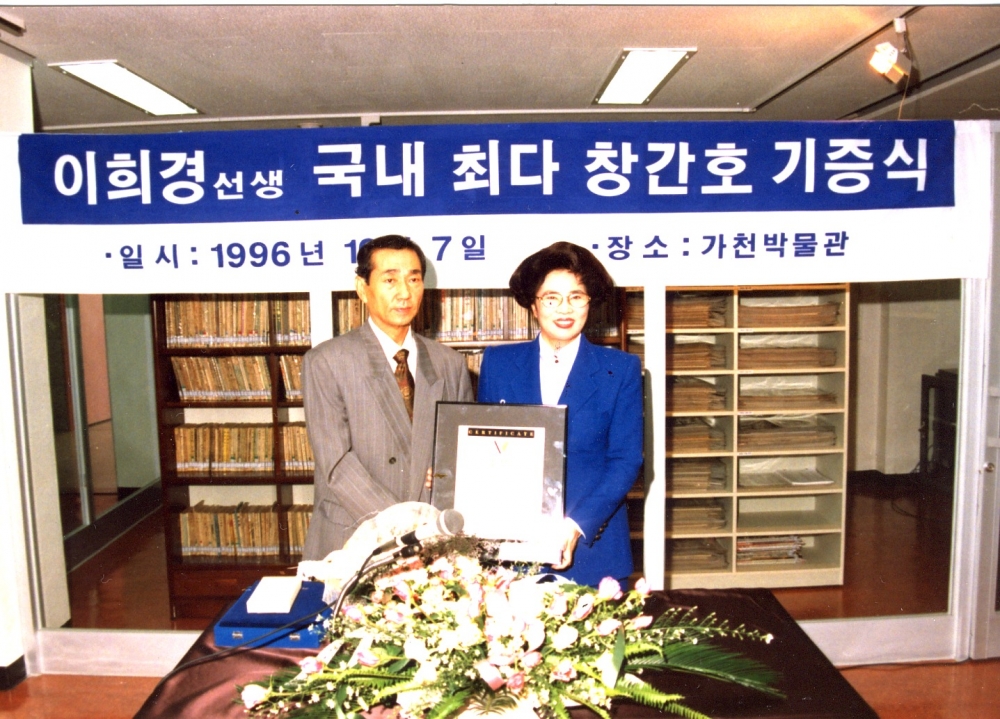 이희경선생 국내 최다 창간호 기증식
·일시: 1996년 7일 ·장소: 가천박물관
CERTIFICATE